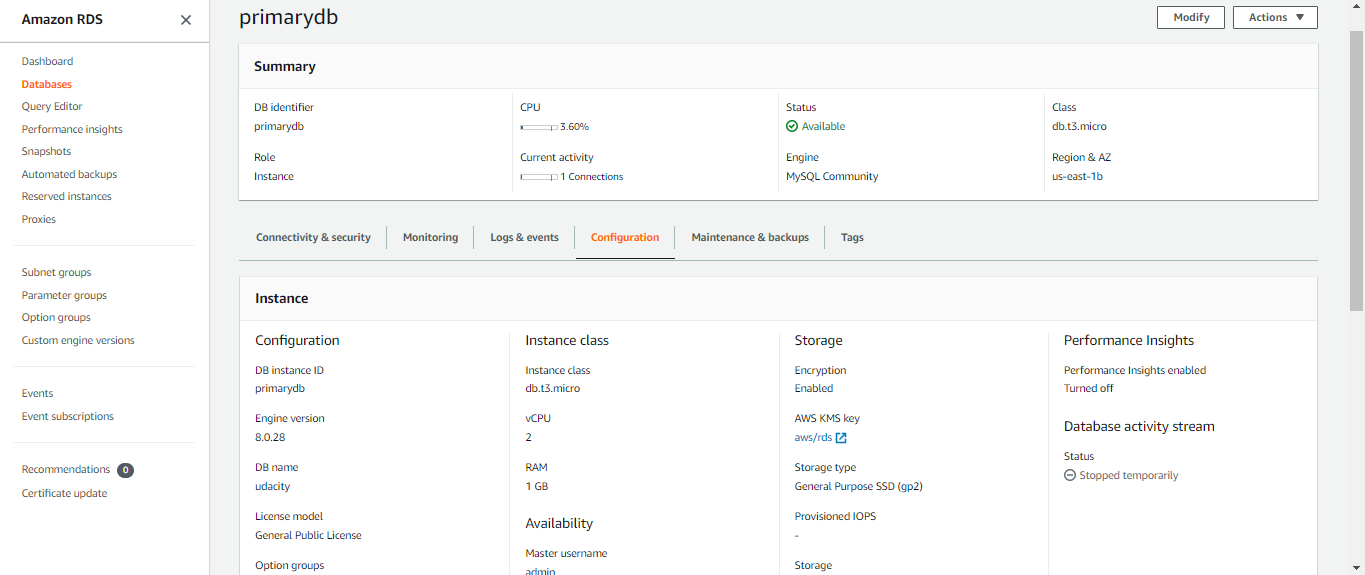 Amazon RDS
Dashboard
Databases
Query Editor
Performance insights
Snapshots
Automated backups
Reserved instances
Proxies
Subnet groups
Parameter groups
Option groups
Custom engine versions
Events
Event subscriptions
Recommendations 0
Certificate update
primarydb
Modify
Actions
Summary
DB identifier
primarydb
CPU
3.60%
Status
Available
Class
db.t3.micro
Role
Instance
Current activity
1 Connections
Engine
MySQL Community
Region & AZ
us-east-1b
Connectivity & security
Monitoring
Logs & events
Configuration
Maintenance & backups
Tags
Instance
Configuration
DB instance ID
primarydb
Engine version
8.0.28
DB name
udacity
License model
General Public License
Option groups
Instance class
Instance class
db.t3.micro
vCPU
2
RAM
1 GB
Availability
Master username
admin
Storage
Encryption
Enabled
AWS KMS key
aws/rds
Storage type
General Purpose SSD (gp2)
Provisioned IOPS
-
Storage
Performance Insights
Performance Insights enabled
Turned off
Database activity stream
Status
Stopped temporarily